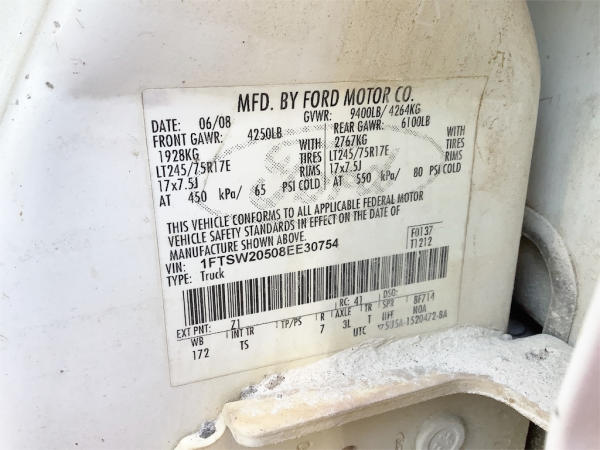 MFD. BY FORD MOTOR CO.
DATE: 06/08 GVWR: 9400LB/ 4264KG
FRONT GAWR: 4250LB REAR GAWR: 6100LB
1928KG WITH 2767KG WITH
LT245/75R17E TIRES LT245/75R17E TIRES
17x7.5J RIMS 17x7.5J RIMS
AT 450 kPa/ 65 PSI COLD AT 550 kPa/ 80 PSI COLD
THIS VEHICLE CONFORMS TO ALL APPLICABLE FEDERAL MOTOR
VEHICLE SAFETY STANDARDS IN EFFECT ON THE DATE OF
MANUFACTURE SHOWN ABOVE.
VIN: 1FTSW20508EE30754 F0137
TYPE: Truck T1212
Ford
EXT PNT: Z1 RC: 41 DSO:
WB INT TR TP/PS R AXLE TR SPR 8F714
172 TS 7 3L T UFF NOA
UTC